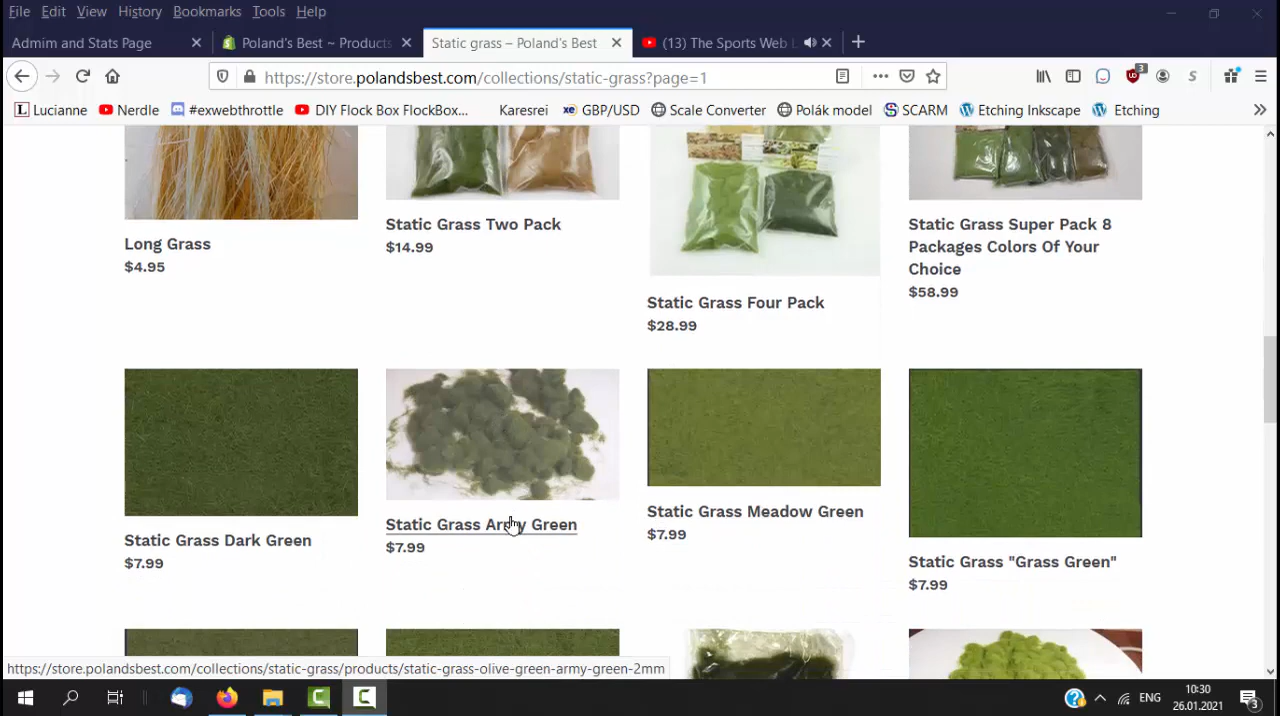 File Edit View History Bookmarks Tools Help
Admim and Stats Page
Poland's Best ~ Products
Static grass – Poland's Best
(13) The Sports Web
https://store.polandsbest.com/collections/static-grass?page=1
3
Lucianne
Nerdle
#exwebthrottle
DIY Flock Box FlockBox...
Karesrei
GBP/USD
Scale Converter
Polák model
SCARM
Etching Inkscape
Etching
Long Grass
$4.95
Static Grass Two Pack
$14.99
Static Grass Four Pack
$28.99
Static Grass Super Pack 8
Packages Colors Of Your
Choice
$58.99
Static Grass Dark Green
$7.99
Static Grass Army Green
$7.99
Static Grass Meadow Green
$7.99
Static Grass "Grass Green"
$7.99
https://store.polandsbest.com/collections/static-grass/products/static-grass-olive-green-army-green-2mm
ENG
10:30
26.01.2021
3